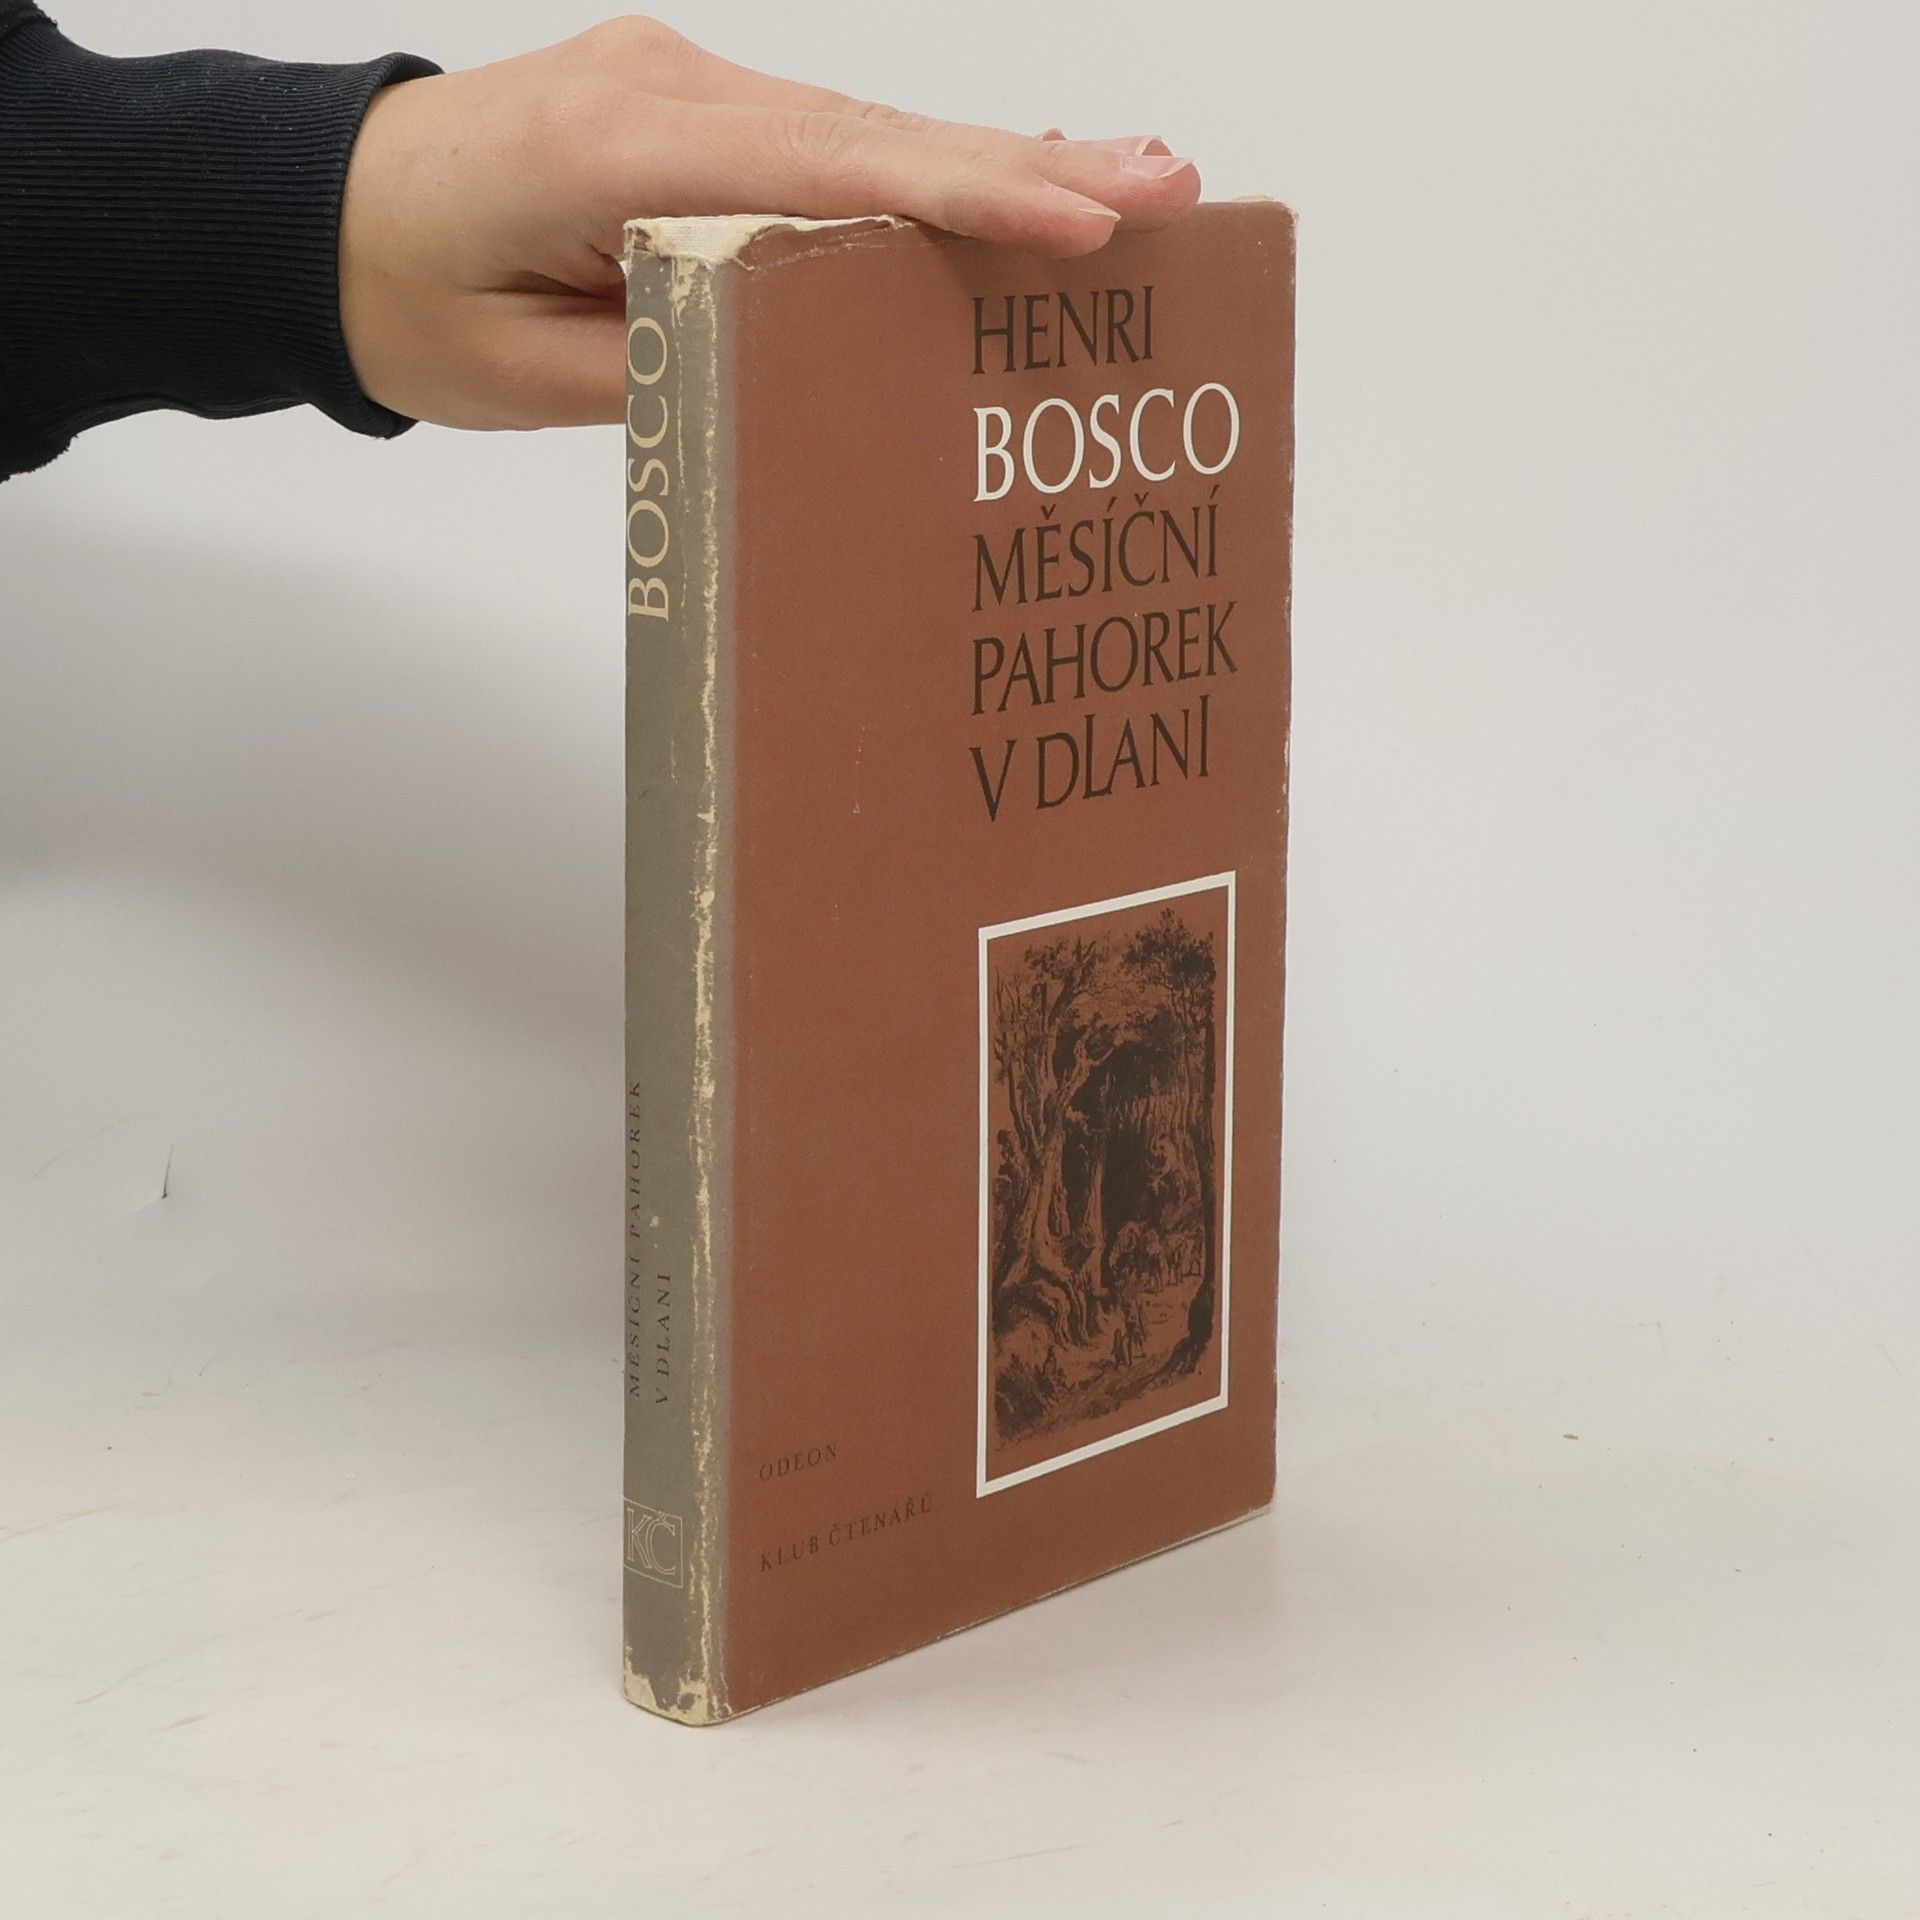 BOSCO
MĚSÍČNÍ PAHOREK
V DLANI
KČ
HENRI
BOSCO
MĚSÍČNÍ
PAHOREK
V DLANI
ODEON
KLUB ČTENÁŘŮ